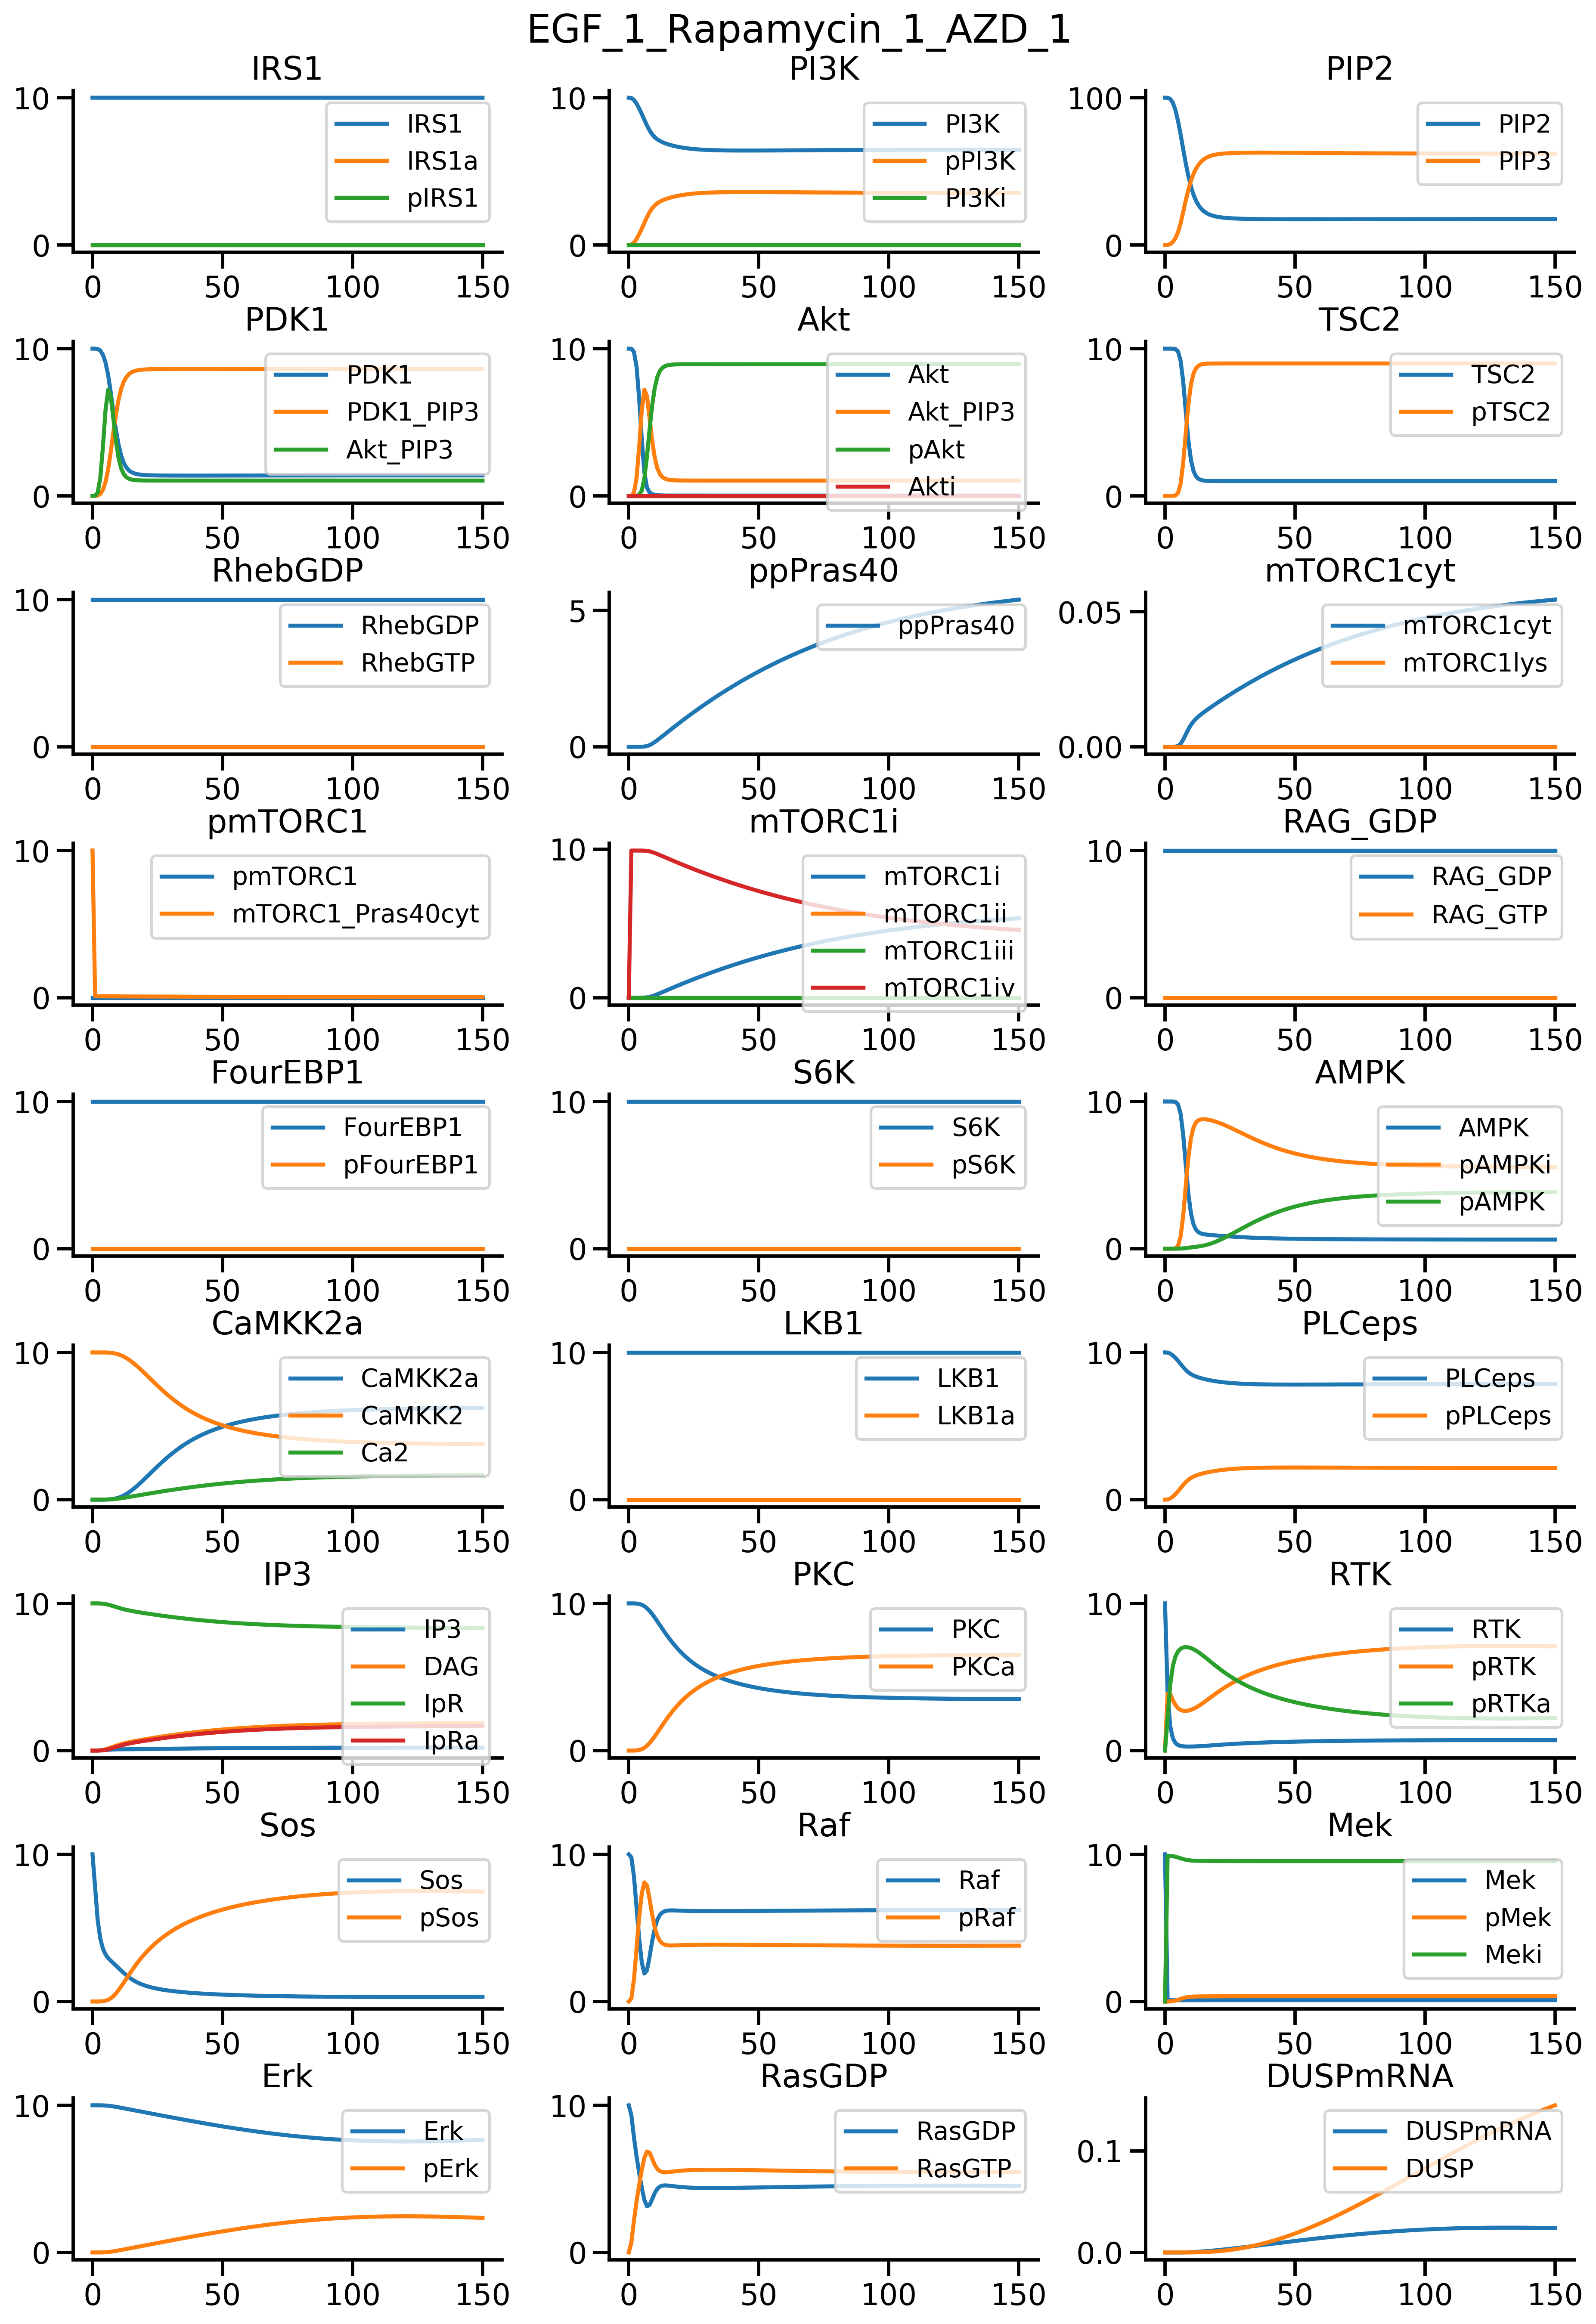 EGF_1_Rapamycin_1_AZD_1
IRS1
10
0
0 50 100 150
IRS1
IRS1a
pIRS1
PI3K
10
0
0 50 100 150
PI3K
pPI3K
PI3Ki
PIP2
100
0
0 50 100 150
PIP2
PIP3
PDK1
10
0
0 50 100 150
PDK1
PDK1_PIP3
Akt_PIP3
Akt
10
0
0 50 100 150
Akt
Akt_PIP3
pAkt
Akti
TSC2
10
0
0 50 100 150
TSC2
pTSC2
RhebGDP
10
0
0 50 100 150
RhebGDP
RhebGTP
ppPras40
5
0
0 50 100 150
ppPras40
mTORC1cyt
0.05
0.00
0 50 100 150
mTORC1cyt
mTORC1lys
pmTORC1
10
0
0 50 100 150
pmTORC1
mTORC1_Pras40cyt
mTORC1i
10
0
0 50 100 150
mTORC1i
mTORC1ii
mTORC1iii
mTORC1iv
RAG_GDP
10
0
0 50 100 150
RAG_GDP
RAG_GTP
FourEBP1
10
0
0 50 100 150
FourEBP1
pFourEBP1
S6K
10
0
0 50 100 150
S6K
pS6K
AMPK
10
0
0 50 100 150
AMPK
pAMPKi
pAMPK
CaMKK2a
10
0
0 50 100 150
CaMKK2a
CaMKK2
Ca2
LKB1
10
0
0 50 100 150
LKB1
LKB1a
PLCeps
10
0
0 50 100 150
PLCeps
pPLCeps
IP3
10
0
0 50 100 150
IP3
DAG
IpR
IpRa
PKC
10
0
0 50 100 150
PKC
PKCa
RTK
10
0
0 50 100 150
RTK
pRTK
pRTKa
Sos
10
0
0 50 100 150
Sos
pSos
Raf
10
0
0 50 100 150
Raf
pRaf
Mek
10
0
0 50 100 150
Mek
pMek
Meki
Erk
10
0
0 50 100 150
Erk
pErk
RasGDP
10
0
0 50 100 150
RasGDP
RasGTP
DUSPmRNA
0.1
0.0
0 50 100 150
DUSPmRNA
DUSP